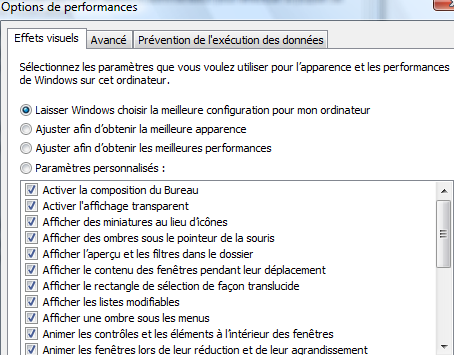 Options de performances
Effets visuels
Avancé
Prévention de l'exécution des données
Sélectionnez les paramètres que vous voulez utiliser pour l'apparence et les performances
de Windows sur cet ordinateur.
Laisser Windows choisir la meilleure configuration pour mon ordinateur
Ajuster afin d'obtenir la meilleure apparence
Ajuster afin d'obtenir les meilleures performances
Paramètres personnalisés :
Activer la composition du Bureau
Activer l'affichage transparent
Afficher des miniatures au lieu d'icônes
Afficher des ombres sous le pointeur de la souris
Afficher l'aperçu et les filtres dans le dossier
Afficher le contenu des fenêtres pendant leur déplacement
Afficher le rectangle de sélection de façon translucide
Afficher les listes modifiables
Afficher une ombre sous les menus
Animer les contrôles et les éléments à l'intérieur des fenêtres
Animer les fenêtres lors de leur réduction et de leur agrandissement